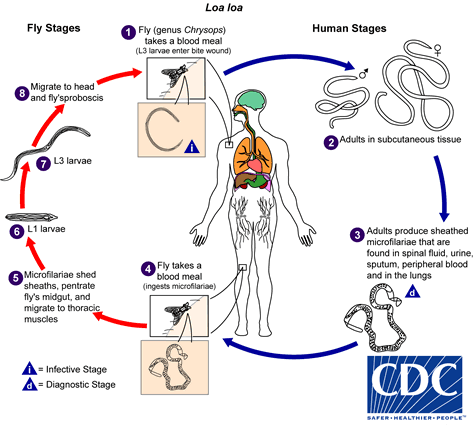 Loa loa
Fly Stages
Human Stages
1 Fly (genus Chrysops)
takes a blood meal
(L3 larvae enter bite wound)
i
♂
♀
2 Adults in subcutaneous tissue
3 Adults produce sheathed
microfilariae that are
found in spinal fluid, urine,
sputum, peripheral blood
and in the lungs
d
4 Fly takes a
blood meal
(ingests microfilariae)
5 Microfilariae shed
sheaths, pentrate
fly's midgut, and
migrate to thoracic
muscles
6 L1 larvae
7 L3 larvae
8 Migrate to head
and fly'sproboscis
i = Infective Stage
d = Diagnostic Stage
CDC
SAFER·HEALTHIER·PEOPLE™